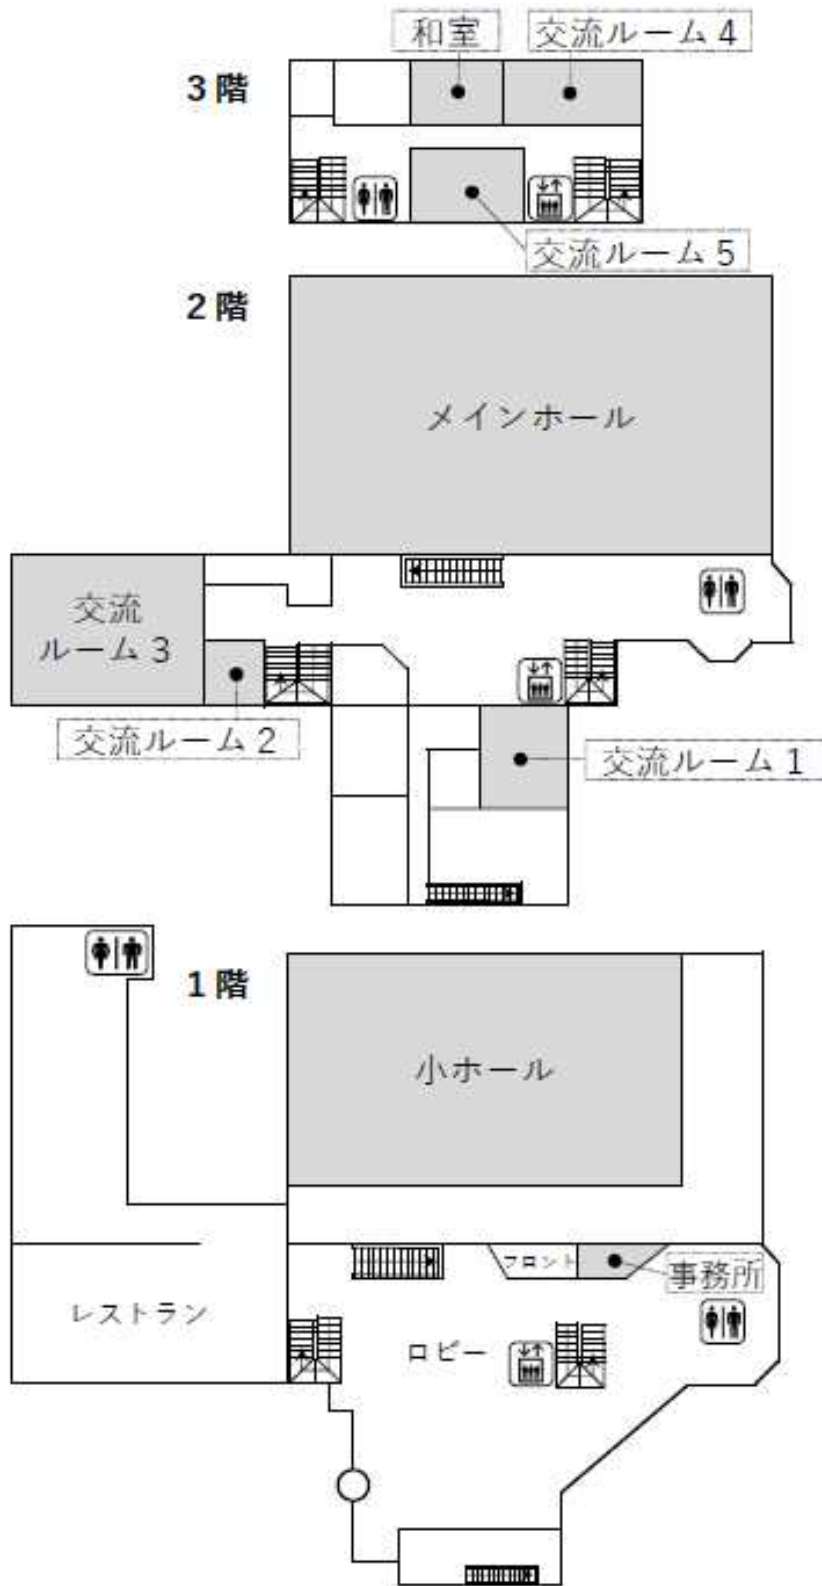 和室
交流ルーム4
3階
交流ルーム5
2階
メインホール
交流
ルーム3
交流ルーム2
交流ルーム1
1階
小ホール
フロント
事務所
レストラン
ロビー